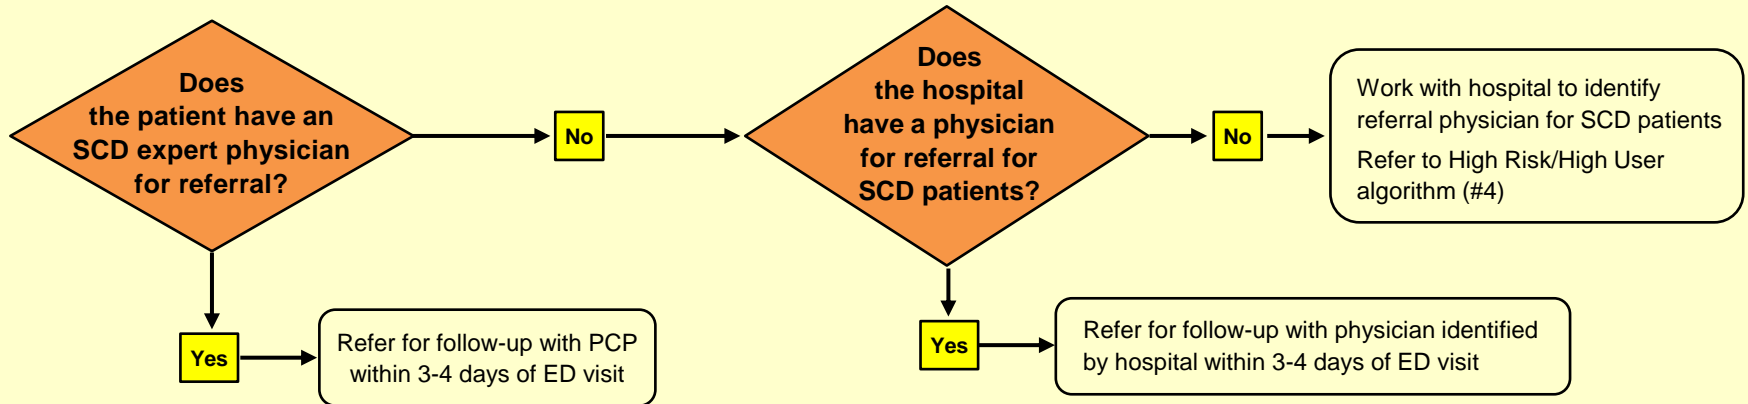 Does
the patient have an
SCD expert physician
for referral?
No
Does
the hospital
have a physician
for referral for
SCD patients?
No
Work with hospital to identify
referral physician for SCD patients
Refer to High Risk/High User
algorithm (#4)
Yes
Refer for follow-up with PCP
within 3-4 days of ED visit
Yes
Refer for follow-up with physician identified
by hospital within 3-4 days of ED visit